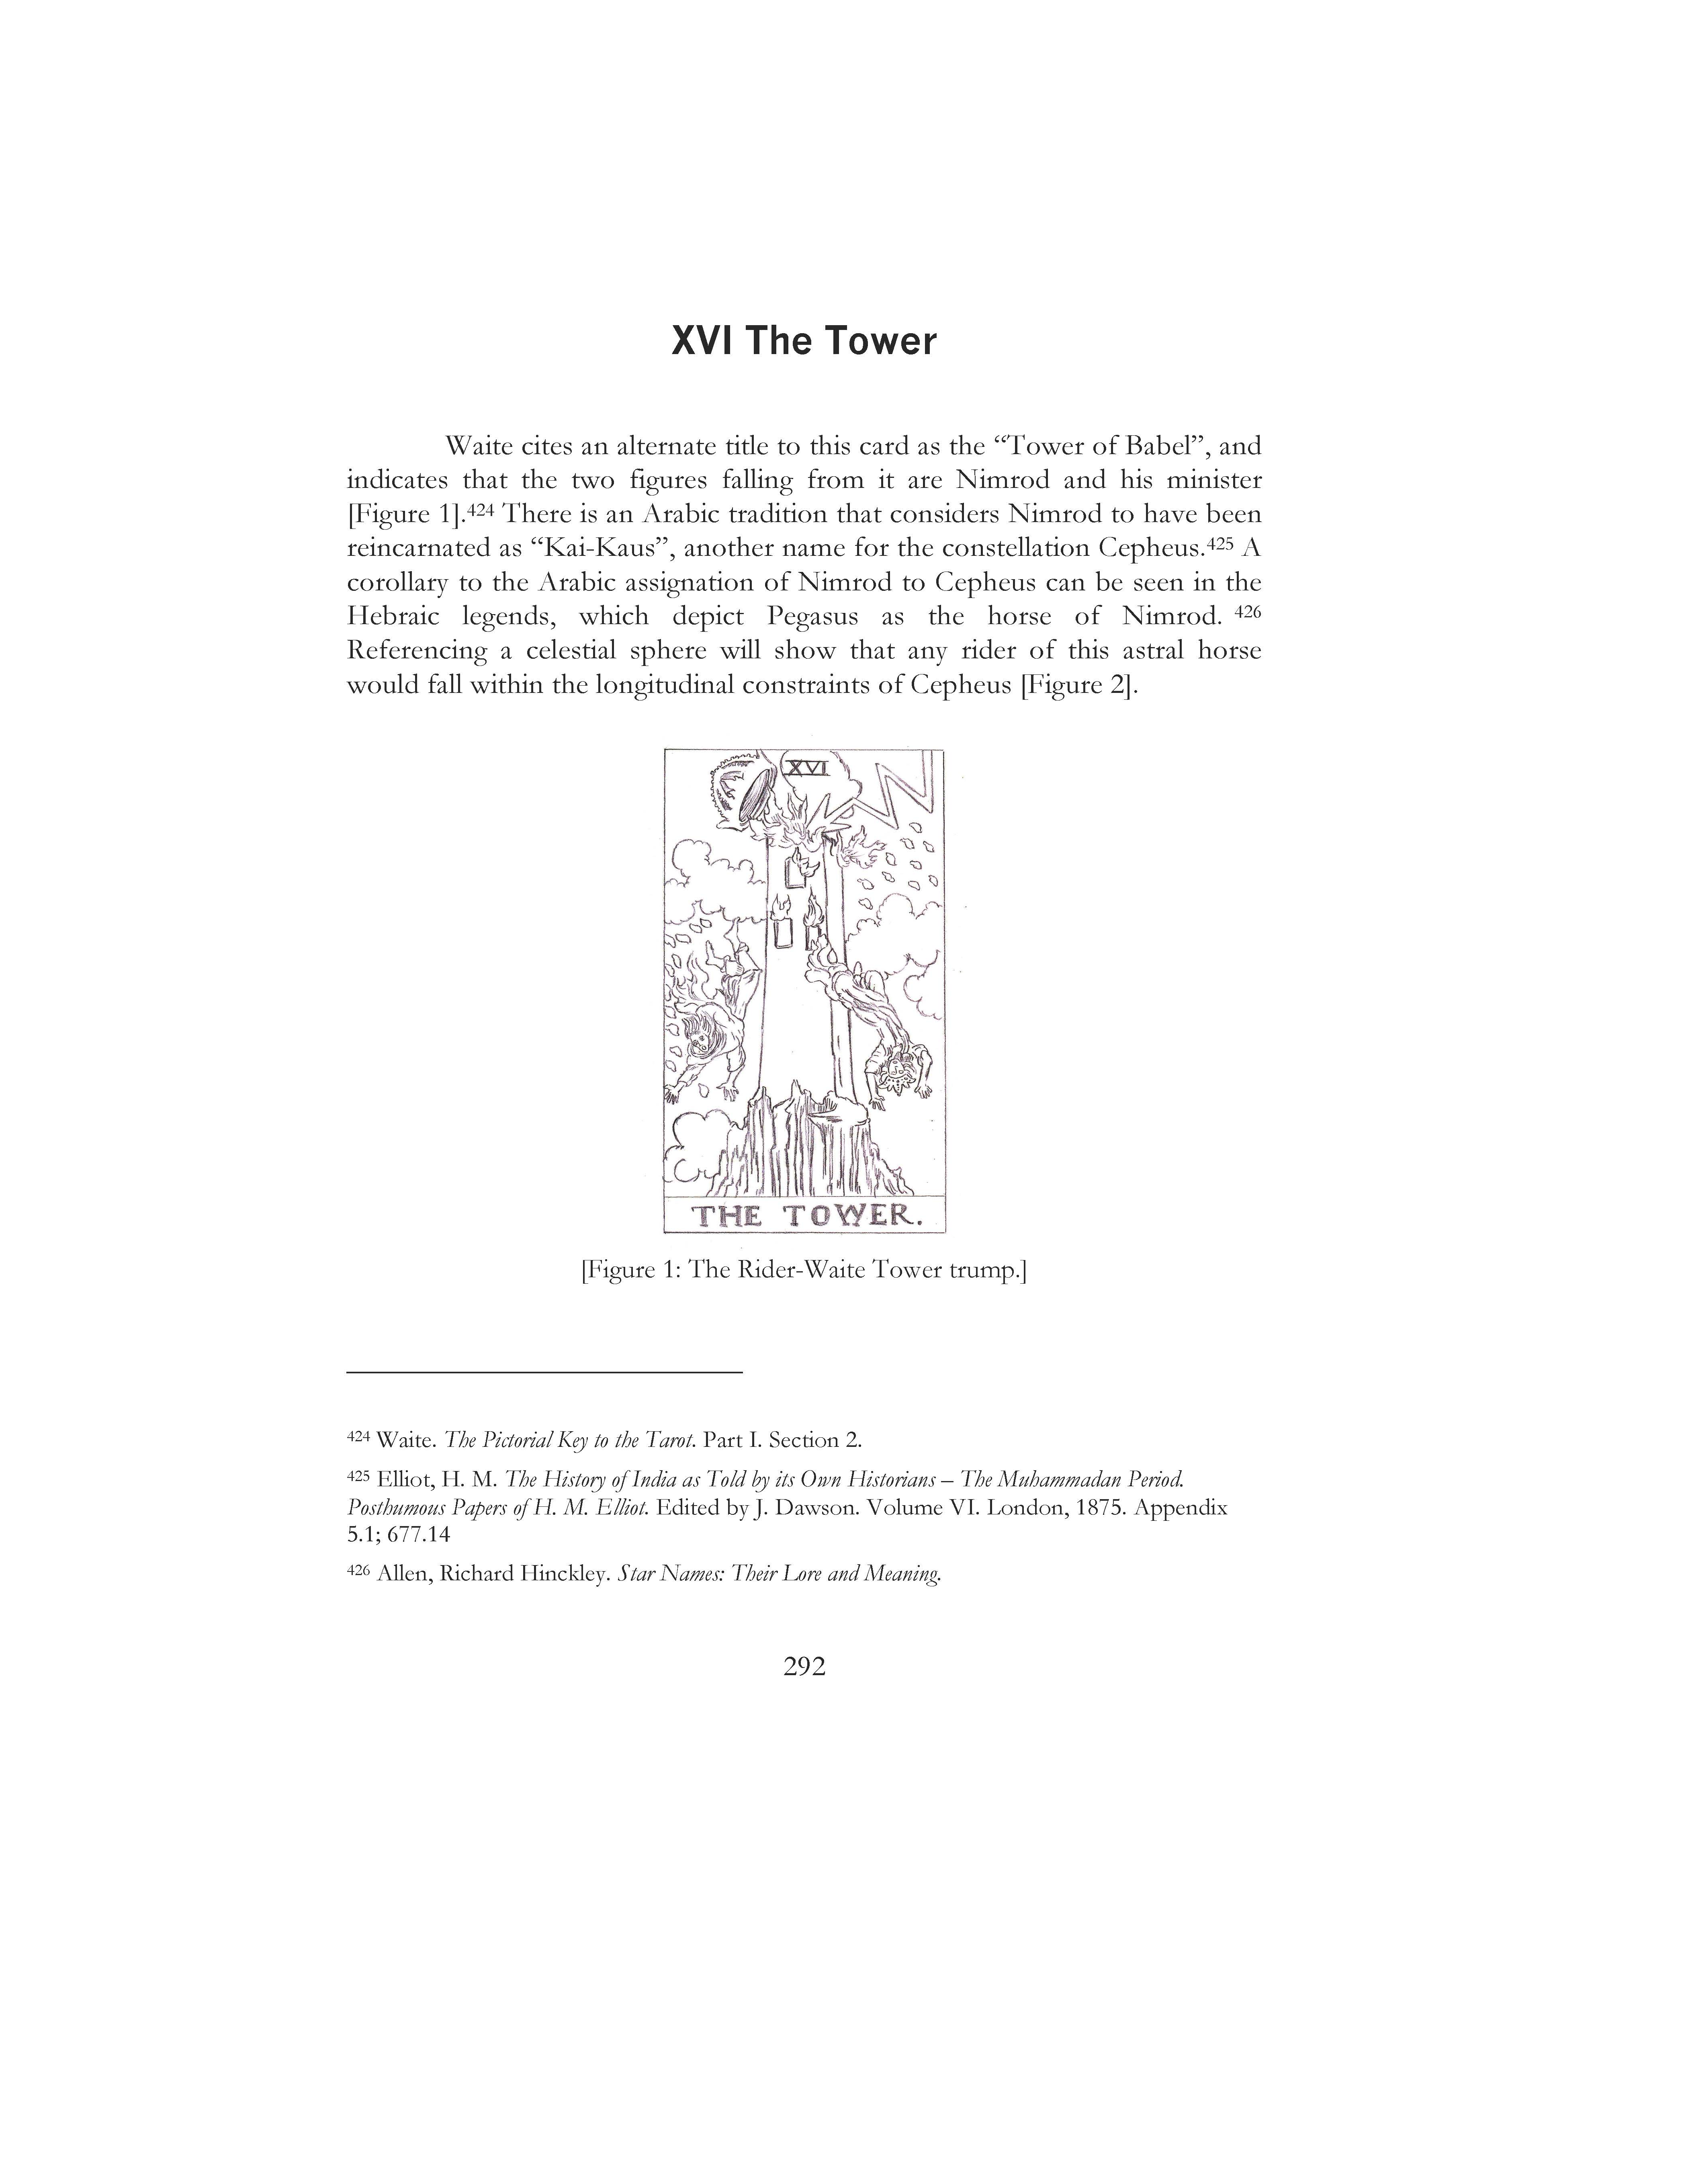 XVI The Tower
Waite cites an alternate title to this card as the “Tower of Babel”, and
indicates that the two figures falling from it are Nimrod and his minister
[Figure 1].424 There is an Arabic tradition that considers Nimrod to have been
reincarnated as “Kai-Kaus”, another name for the constellation Cepheus.425 A
corollary to the Arabic assignation of Nimrod to Cepheus can be seen in the
Hebraic legends, which depict Pegasus as the horse of Nimrod. 426
Referencing a celestial sphere will show that any rider of this astral horse
would fall within the longitudinal constraints of Cepheus [Figure 2].
XVI
THE TOWER.
[Figure 1: The Rider-Waite Tower trump.]
424 Waite. The Pictorial Key to the Tarot. Part I. Section 2.
425 Elliot, H. M. The History of India as Told by its Own Historians – The Muhammadan Period.
Posthumous Papers of H. M. Elliot. Edited by J. Dawson. Volume VI. London, 1875. Appendix
5.1; 677.14
426 Allen, Richard Hinckley. Star Names: Their Lore and Meaning.
292